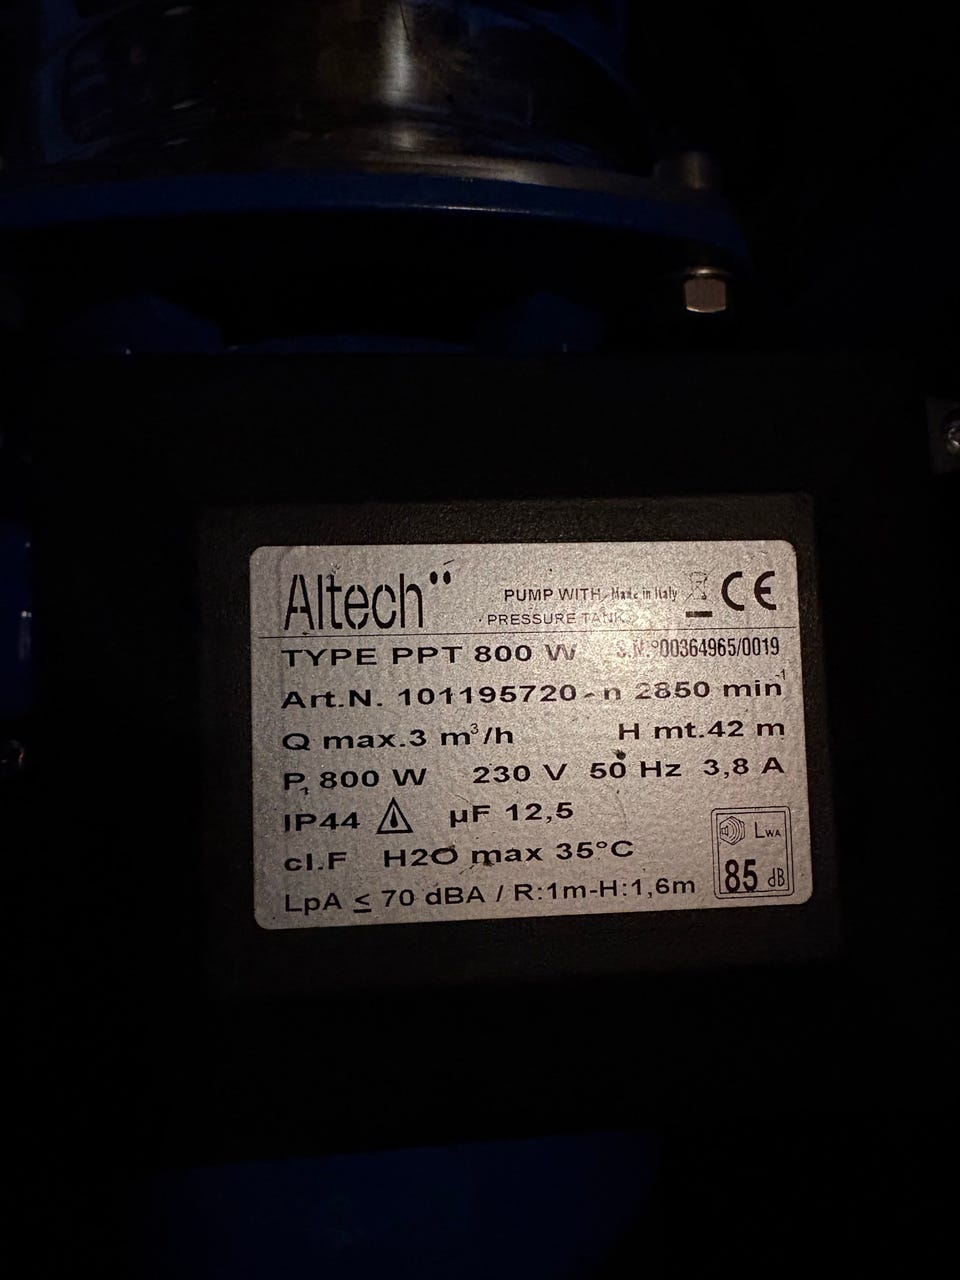 Altech
PUMP WITH Made in Italy CE
PRESSURE TANK
TYPE PPT 800 W S.N. 00364965/0019
Art.N. 101195720 - n 2850 min⁻¹
Q max.3 m³/h H mt.42 m
P₁ 800 W 230 V 50 Hz 3,8 A
IP44 µF 12,5
cl.F H2O max 35°C
LpA ≤ 70 dBA / R:1m-H:1,6m
LWA
85 dB